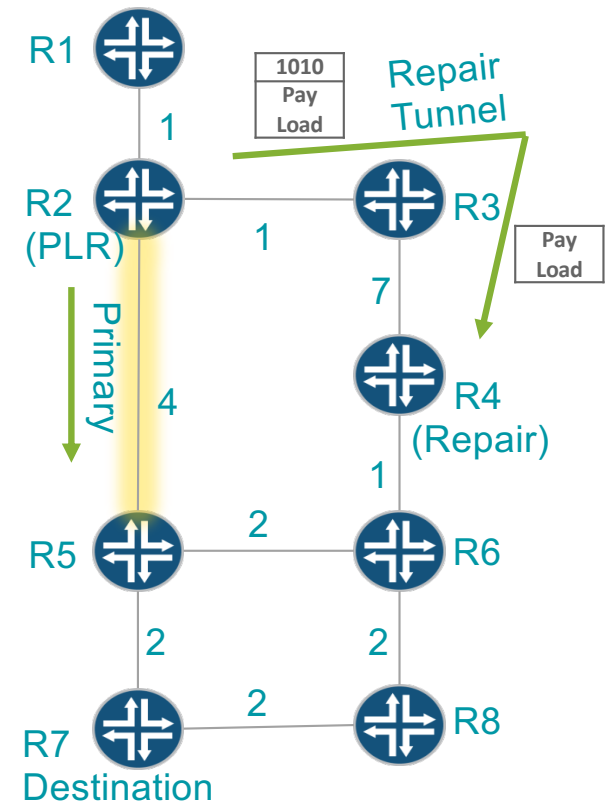 R1
1010
Pay
Load
Repair
Tunnel
1
R2
(PLR)
R3
1
Pay
Load
7
Primary
4
R4
(Repair)
1
R5
2
R6
2
2
2
R7
Destination
R8